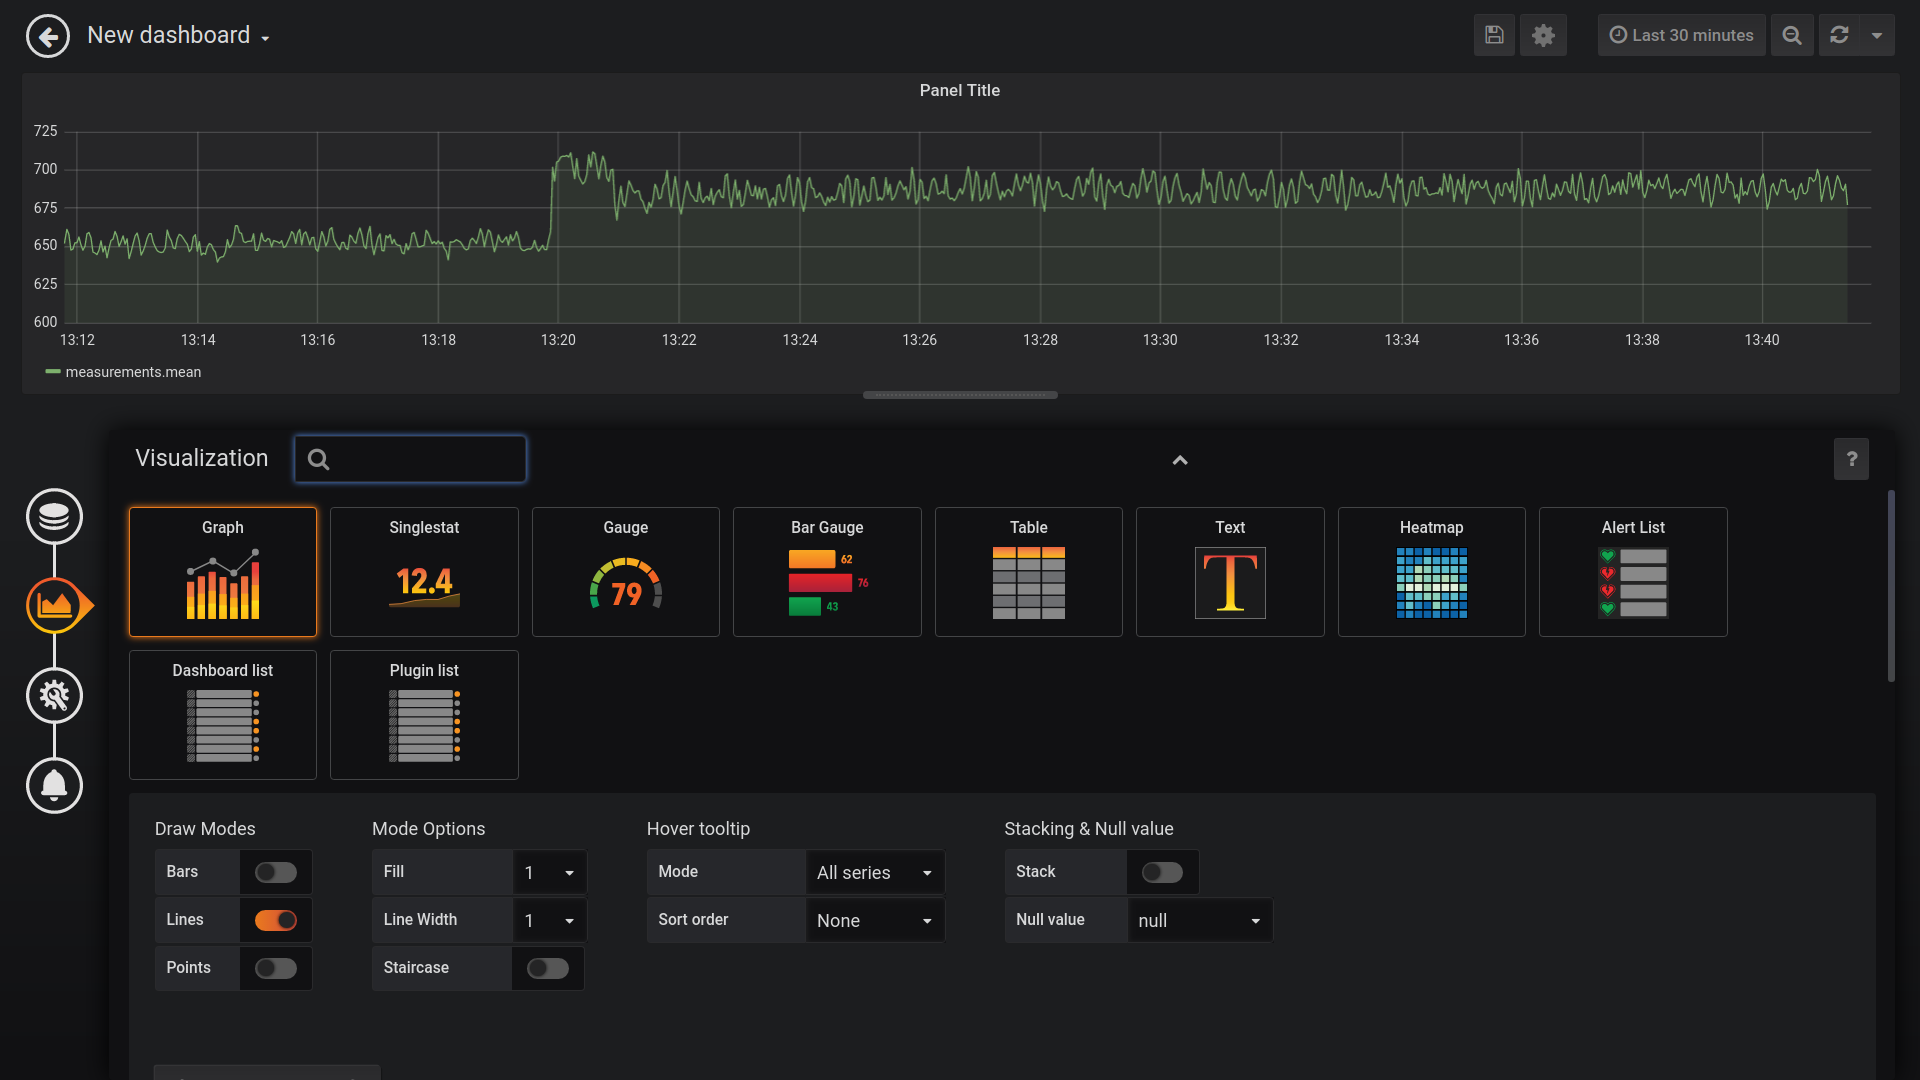 New dashboard
Last 30 minutes
Panel Title
725
700
675
650
625
600
13:12 13:14 13:16 13:18 13:20 13:22 13:24 13:26 13:28 13:30 13:32 13:34 13:36 13:38 13:40
measurements.mean
Visualization
?
Graph Singlestat Gauge Bar Gauge Table Text Heatmap Alert List
12.4 79 62 76 43 T
Dashboard list Plugin list
Draw Modes Mode Options Hover tooltip Stacking & Null value
Bars Fill 1 Mode All series Stack
Lines Line Width 1 Sort order None Null value null
Points Staircase